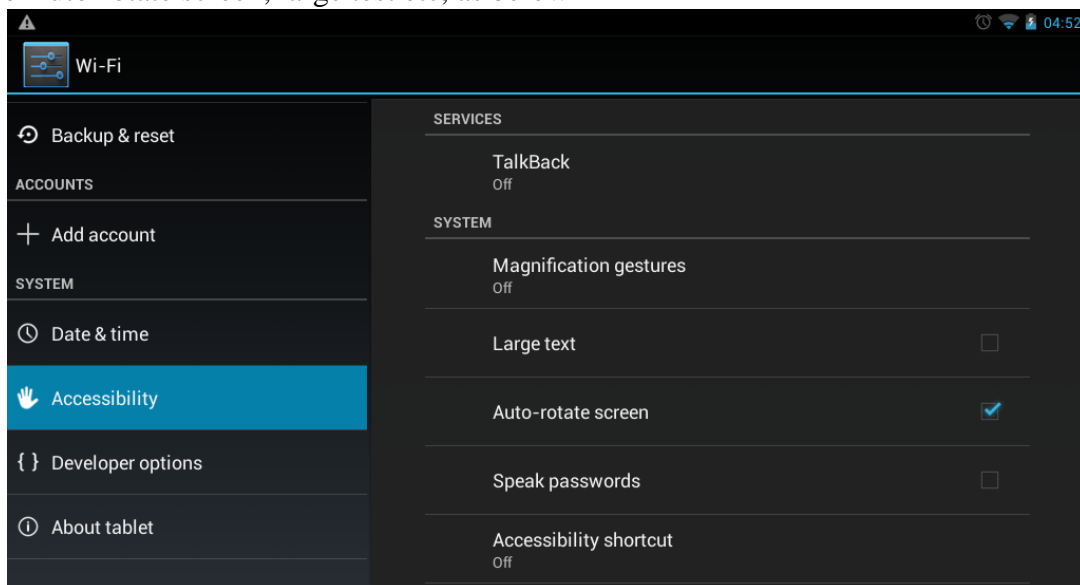 04:52
Wi-Fi
Backup & reset
ACCOUNTS
Add account
SYSTEM
Date & time
Accessibility
{ } Developer options
About tablet
SERVICES
TalkBack
Off
SYSTEM
Magnification gestures
Off
Large text
Auto-rotate screen
Speak passwords
Accessibility shortcut
Off